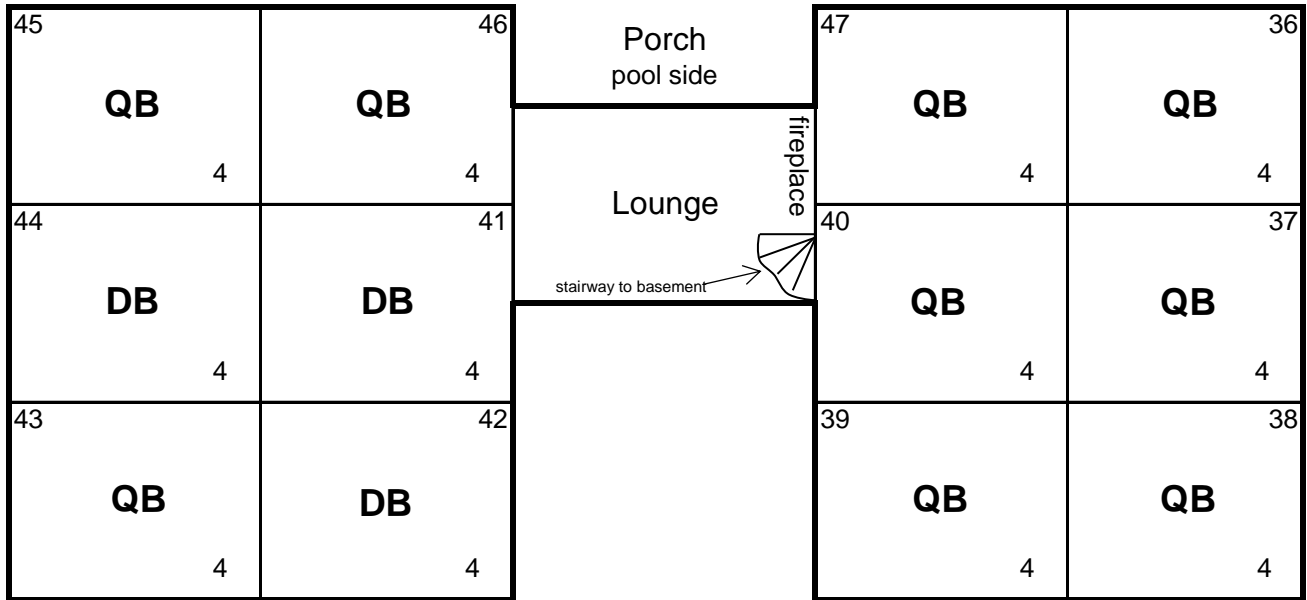 45
46
Porch
47
36
pool side
QB
QB
QB
QB
fireplace
4
4
4
4
Lounge
44
41
40
37
stairway to basement
DB
DB
QB
QB
4
4
4
4
43
42
39
38
QB
DB
QB
QB
4
4
4
4